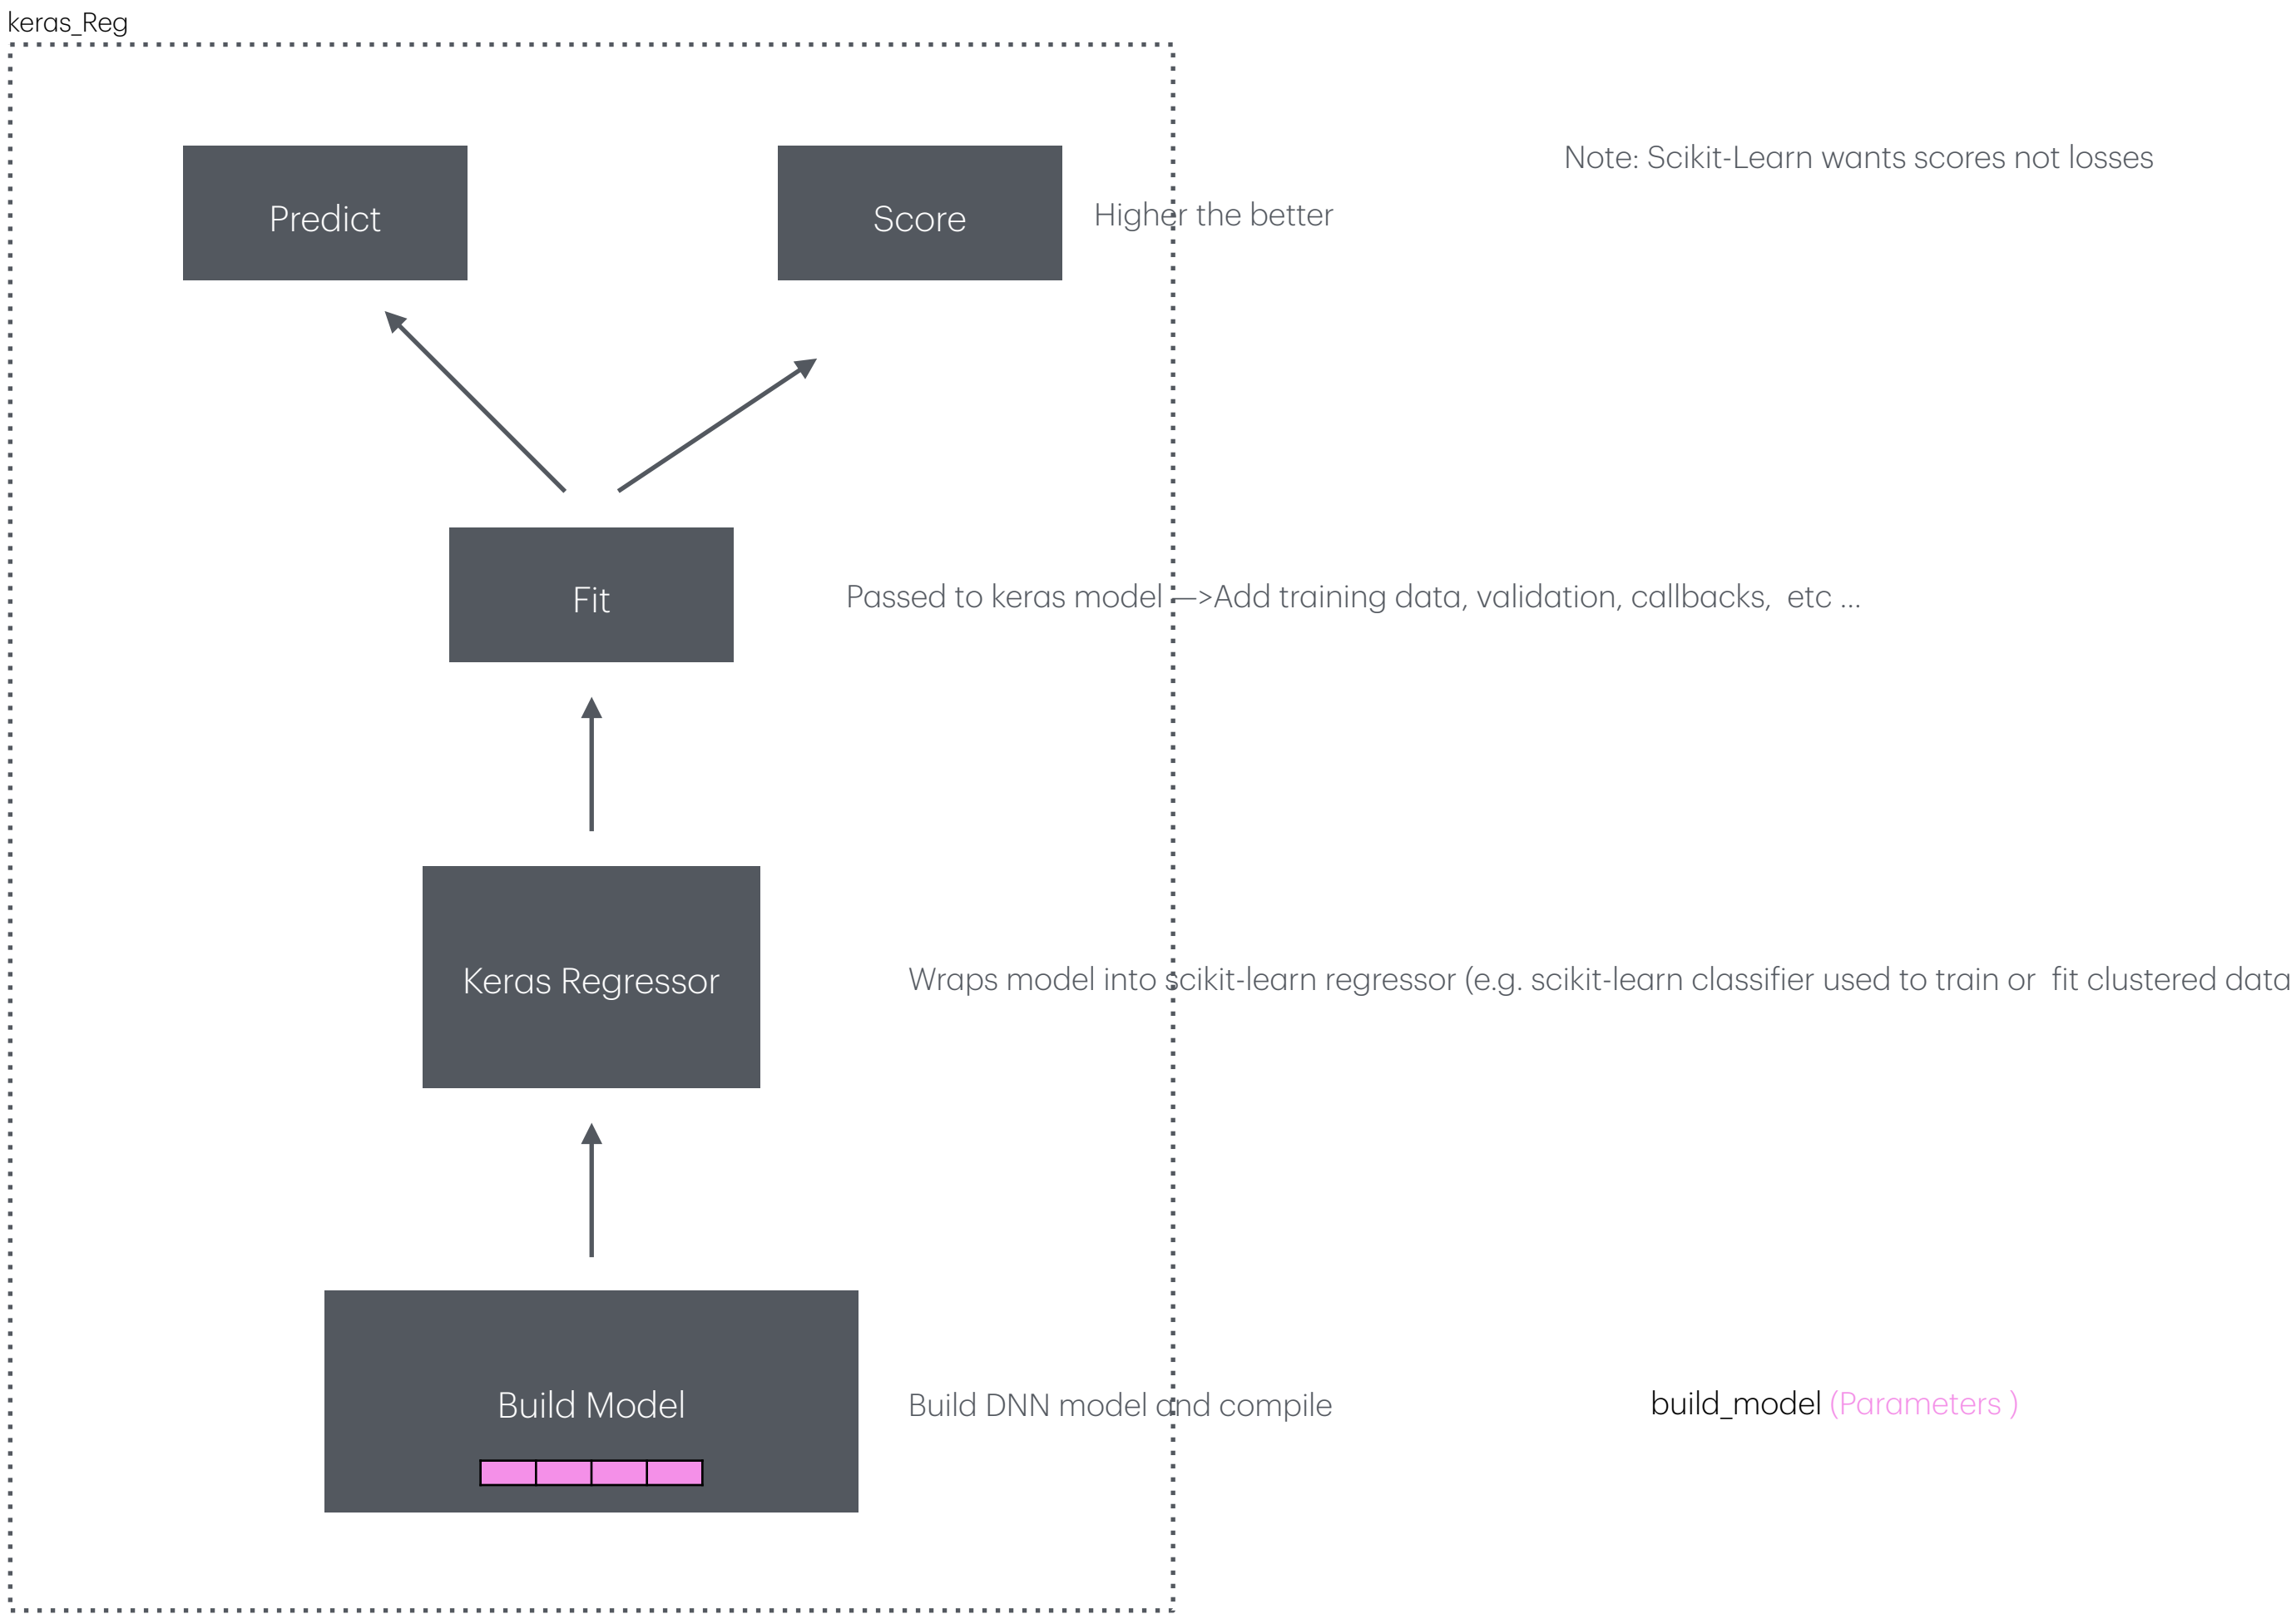 keras_Reg
Note: Scikit-Learn wants scores not losses
Predict
Score
Higher the better
Fit
Passed to keras model —>Add training data, validation, callbacks,  etc ...
Keras Regressor
Wraps model into scikit-learn regressor (e.g. scikit-learn classifier used to train or  fit clustered data
Build Model
Build DNN model and compile
build_model (Parameters )